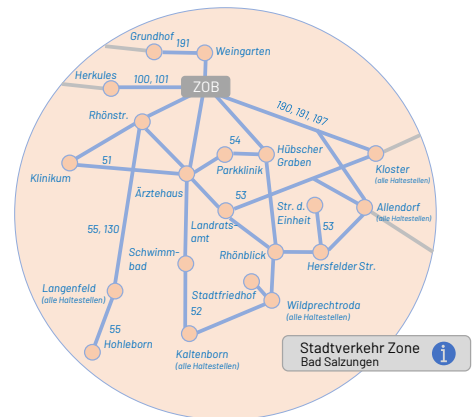 Grundhof
191
Weingarten
Herkules
100, 101
ZOB
190, 191, 197
Rhönstr.
54
Hübscher
Graben
Parkklinik
Kloster
(alle Haltestellen)
51
Klinikum
Ärztehaus
53
Landrats-
amt
Str. d.
Einheit
53
Allendorf
(alle Haltestellen)
55, 130
Schwimm-
bad
Rhönblick
Hersfelder Str.
Langenfeld
(alle Haltestellen)
Stadtfriedhof
Wildprechtroda
(alle Haltestellen)
52
55
Hohleborn
Kaltenborn
(alle Haltestellen)
Stadtverkehr Zone
Bad Salzungen
i